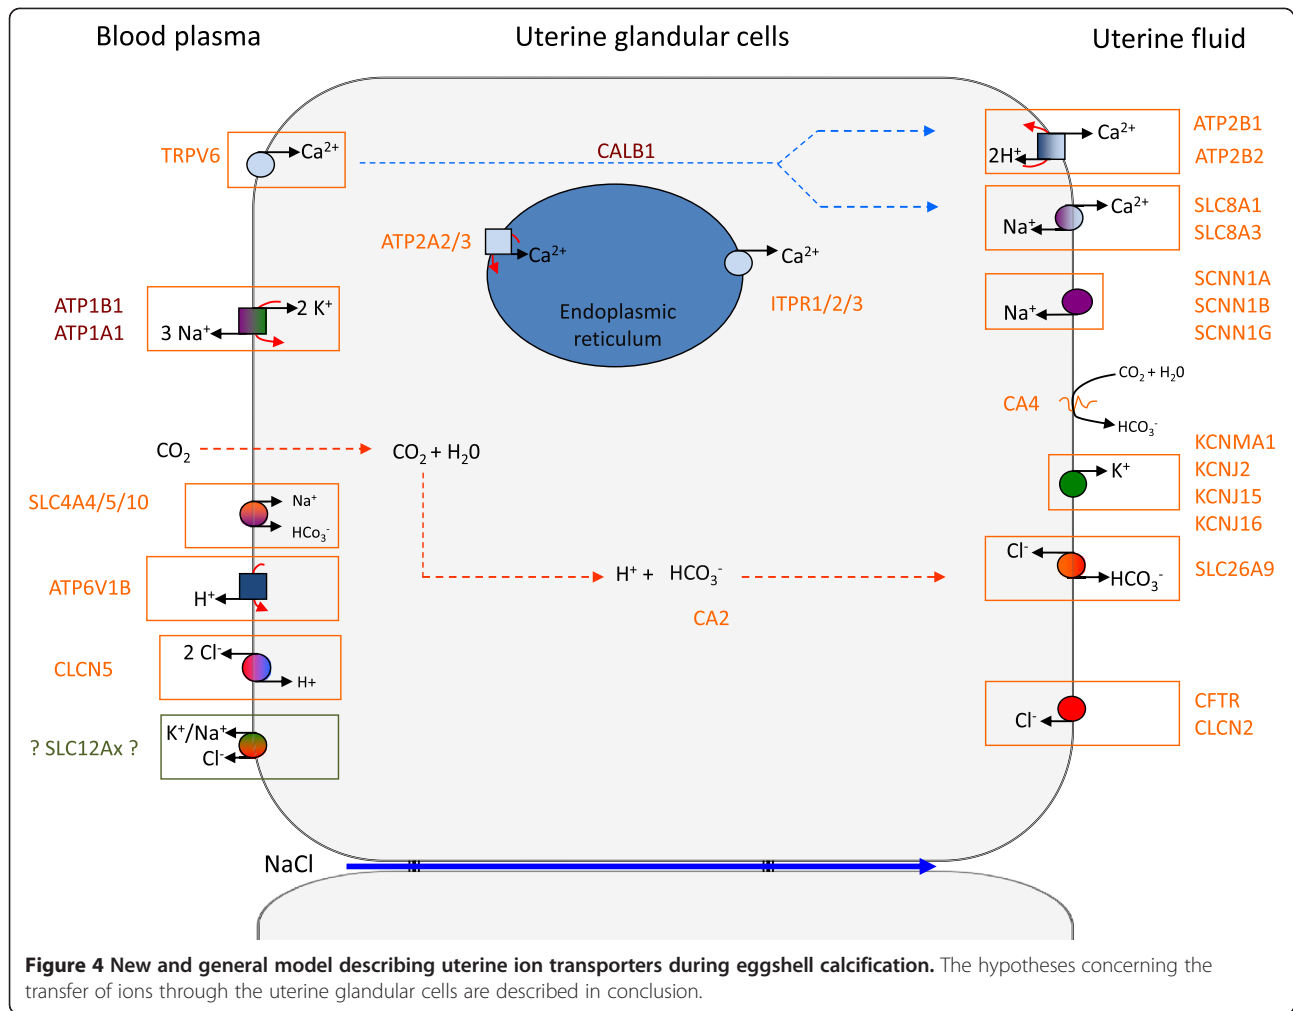 Blood plasma
Uterine glandular cells
Uterine fluid
TRPV6
Ca²⁺
CALB1
Ca²⁺
2H⁺
ATP2B1
ATP2B2
ATP2A2/3
Ca²⁺
Ca²⁺
ITPR1/2/3
Endoplasmic
reticulum
Na⁺
Ca²⁺
SLC8A1
SLC8A3
ATP1B1
ATP1A1
2 K⁺
3 Na⁺
Na⁺
SCNN1A
SCNN1B
SCNN1G
CA4
CO₂ + H₂0
HCO₃⁻
CO₂
CO₂ + H₂0
K⁺
KCNMA1
KCNJ2
KCNJ15
KCNJ16
SLC4A4/5/10
Na⁺
HCo₃⁻
ATP6V1B
H⁺
H⁺ + HCO₃⁻
CA2
Cl⁻
HCO₃⁻
SLC26A9
CLCN5
2 Cl⁻
H+
? SLC12Ax ?
K⁺/Na⁺
Cl⁻
Cl⁻
CFTR
CLCN2
NaCl
Figure 4 New and general model describing uterine ion transporters during eggshell calcification. The hypotheses concerning the
transfer of ions through the uterine glandular cells are described in conclusion.